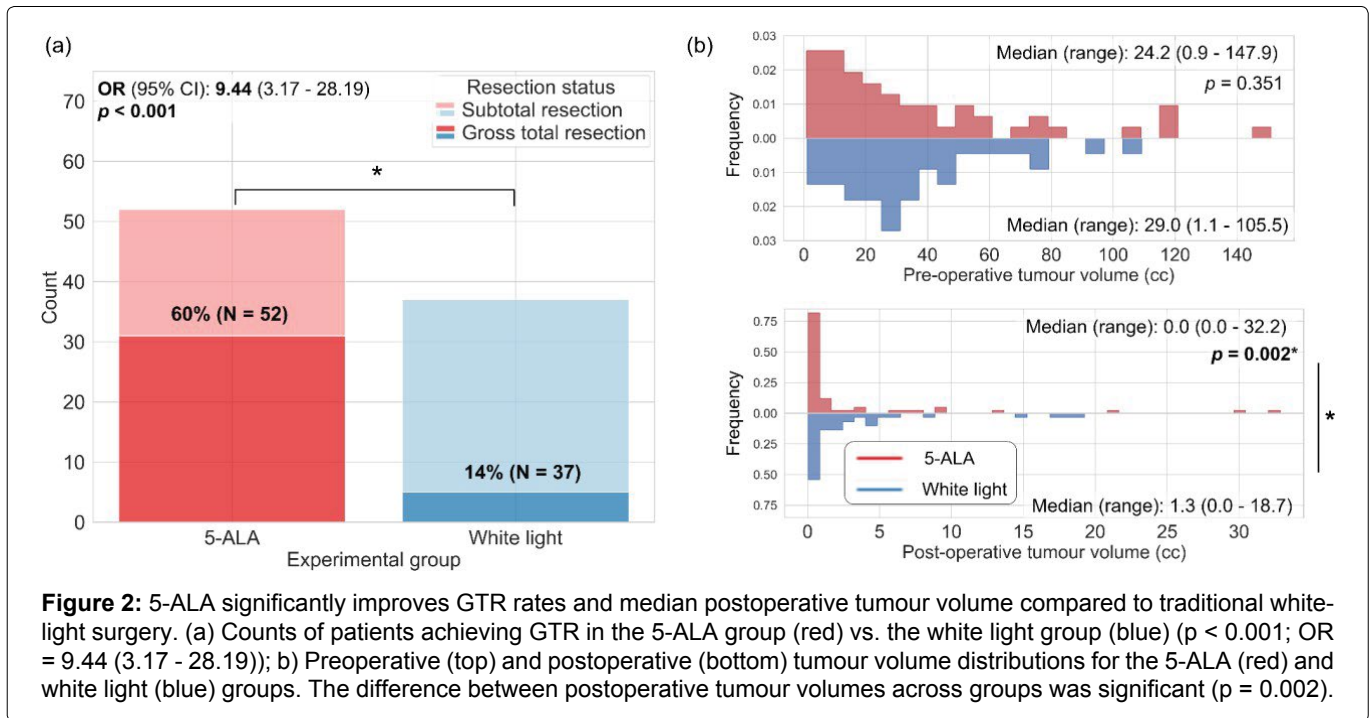 (a)
OR (95% CI): 9.44 (3.17 - 28.19)
p < 0.001
Resection status
Subtotal resection
Gross total resection
70
60
50
40
30
20
10
0
Count
*
60% (N = 52)
14% (N = 37)
5-ALA
White light
Experimental group
(b)
0.03
0.02
0.01
0.00
0.01
0.02
0.03
Frequency
Median (range): 24.2 (0.9 - 147.9)
p = 0.351
Median (range): 29.0 (1.1 - 105.5)
0
20
40
60
80
100
120
140
Pre-operative tumour volume (cc)
0.75
0.50
0.25
0.00
0.25
0.50
0.75
Frequency
Median (range): 0.0 (0.0 - 32.2)
p = 0.002*
*
5-ALA
White light
Median (range): 1.3 (0.0 - 18.7)
0
5
10
15
20
25
30
Post-operative tumour volume (cc)
Figure 2: 5-ALA significantly improves GTR rates and median postoperative tumour volume compared to traditional white-
light surgery. (a) Counts of patients achieving GTR in the 5-ALA group (red) vs. the white light group (blue) (p < 0.001; OR
= 9.44 (3.17 - 28.19)); b) Preoperative (top) and postoperative (bottom) tumour volume distributions for the 5-ALA (red) and
white light (blue) groups. The difference between postoperative tumour volumes across groups was significant (p = 0.002).